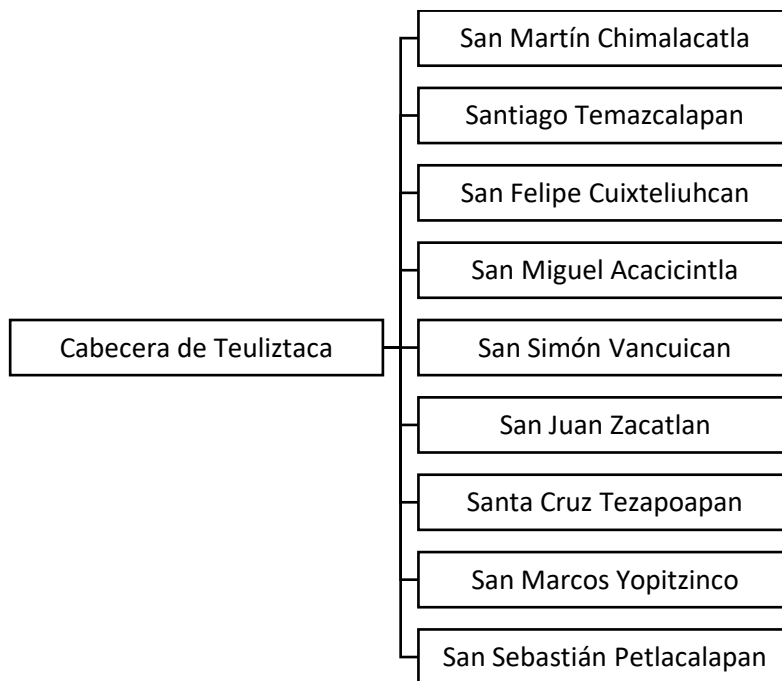 San Martín Chimalacatla
Santiago Temazcalapan
San Felipe Cuixteliuhcan
San Miguel Acacicintla
Cabecera de Teuliztaca
San Simón Vancuican
San Juan Zacatlan
Santa Cruz Tezapoapan
San Marcos Yopitzinco
San Sebastián Petlacalapan